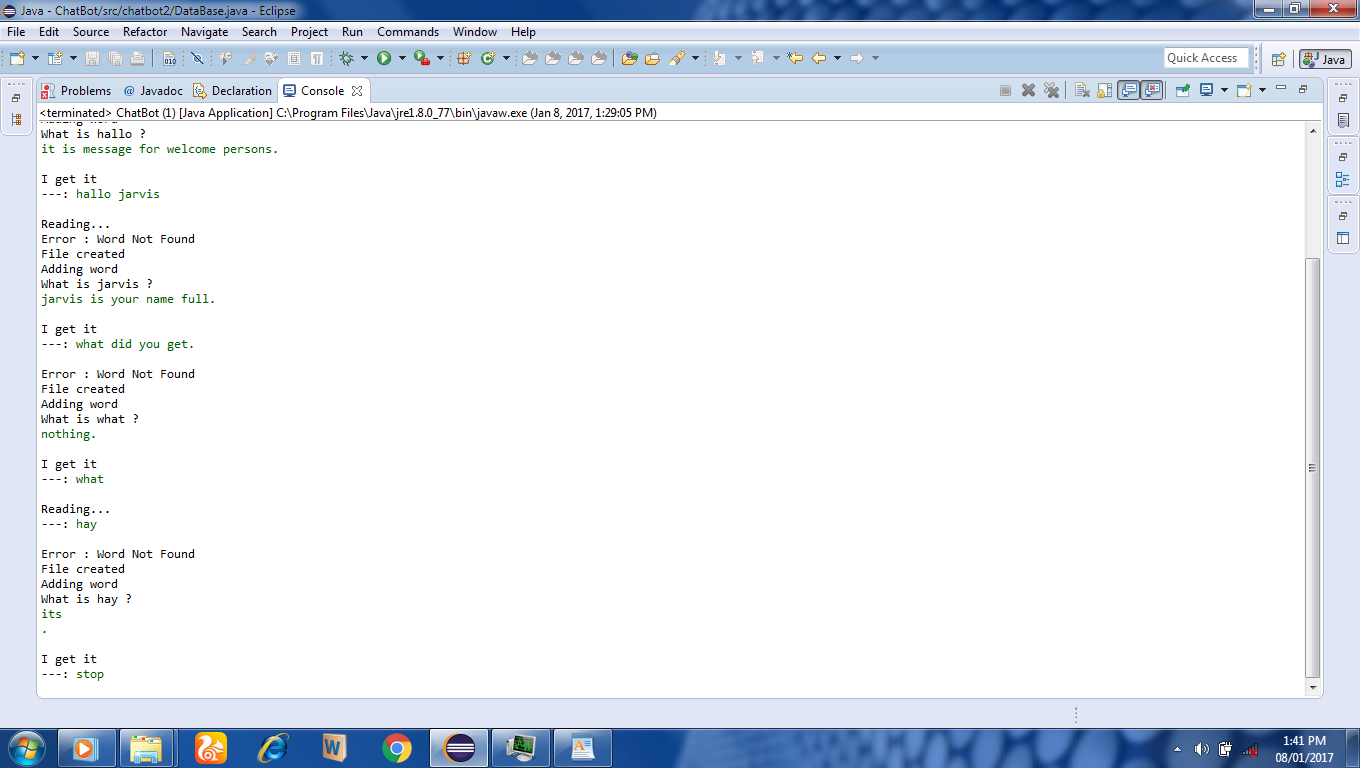 Java - ChatBot/src/chatbot2/DataBase.java - Eclipse
File Edit Source Refactor Navigate Search Project Run Commands Window Help
Quick Access
Java
Problems @ Javadoc Declaration Console
<terminated> ChatBot (1) [Java Application] C:\Program Files\Java\jre1.8.0_77\bin\javaw.exe (Jan 8, 2017, 1:29:05 PM)
Adding word
What is hallo ?
it is message for welcome persons.
I get it
---: hallo jarvis
Reading...
Error : Word Not Found
File created
Adding word
What is jarvis ?
jarvis is your name full.
I get it
---: what did you get.
Error : Word Not Found
File created
Adding word
What is what ?
nothing.
I get it
---: what
Reading...
---: hay
Error : Word Not Found
File created
Adding word
What is hay ?
its
.
I get it
---: stop
1:41 PM
08/01/2017